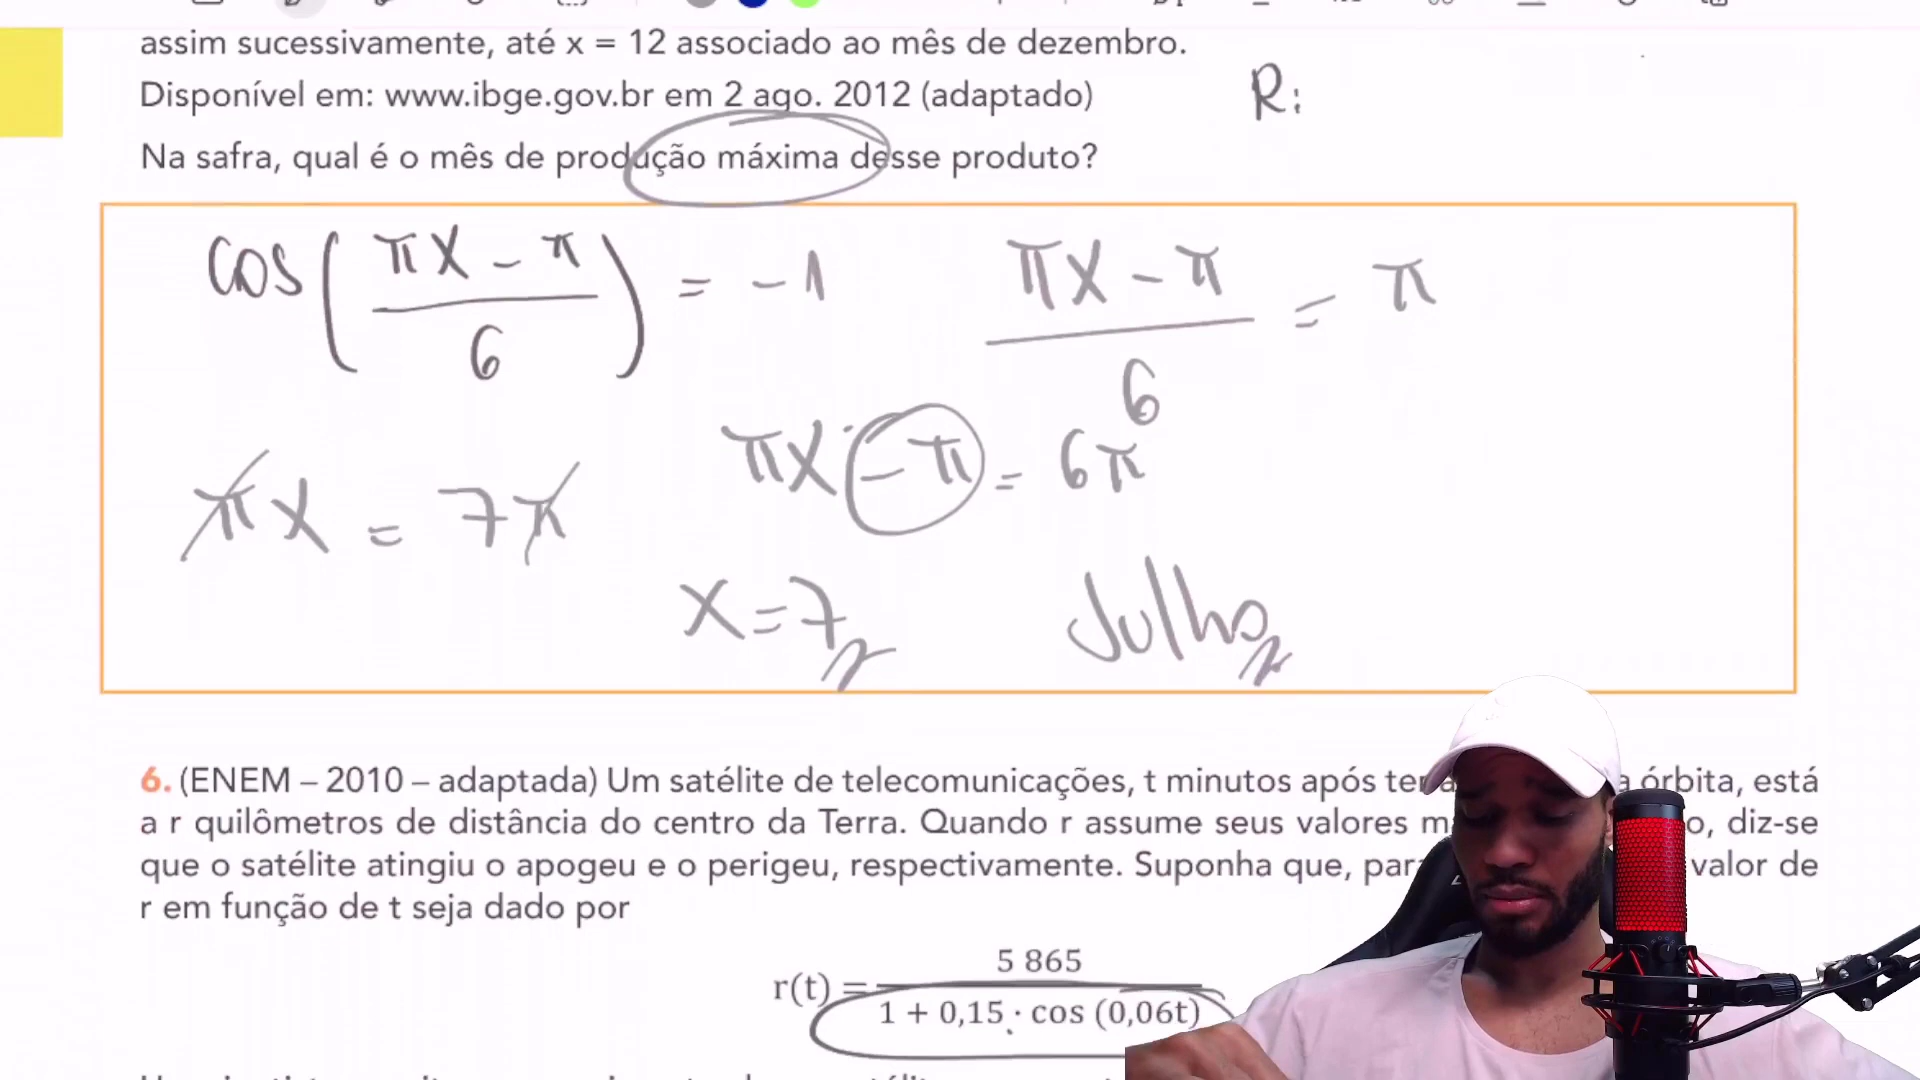 assim sucessivamente, até x = 12 associado ao mês de dezembro.
Disponível em: www.ibge.gov.br em 2 ago. 2012 (adaptado)
R:
Na safra, qual é o mês de produção máxima desse produto?
cos(πx - π / 6) = -1
πx - π / 6 = π
πx - π = 6π
πx = 7π
x = 7
Julho
6. (ENEM – 2010 – adaptada) Um satélite de telecomunicações, t minutos após órbita, está
a r quilômetros de distância do centro da Terra. Quando r assume seus valores diz-se
que o satélite atingiu o apogeu e o perigeu, respectivamente. Suponha que, valor de
r em função de t seja dado por
r(t) = 5 865 / 1 + 0,15 · cos (0,06t)